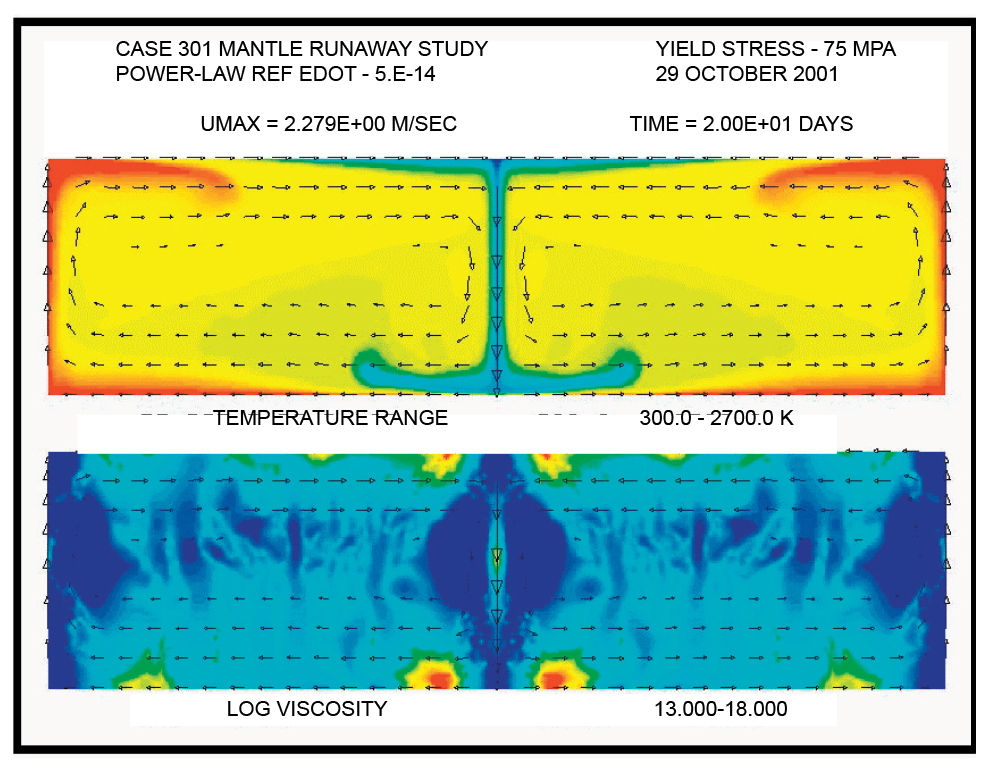 CASE 301 MANTLE RUNAWAY STUDY
POWER-LAW REF EDOT - 5.E-14
YIELD STRESS - 75 MPA
29 OCTOBER 2001
UMAX = 2.279E+00 M/SEC
TIME = 2.00E+01 DAYS
TEMPERATURE RANGE
300.0 - 2700.0 K
LOG VISCOSITY
13.000-18.000